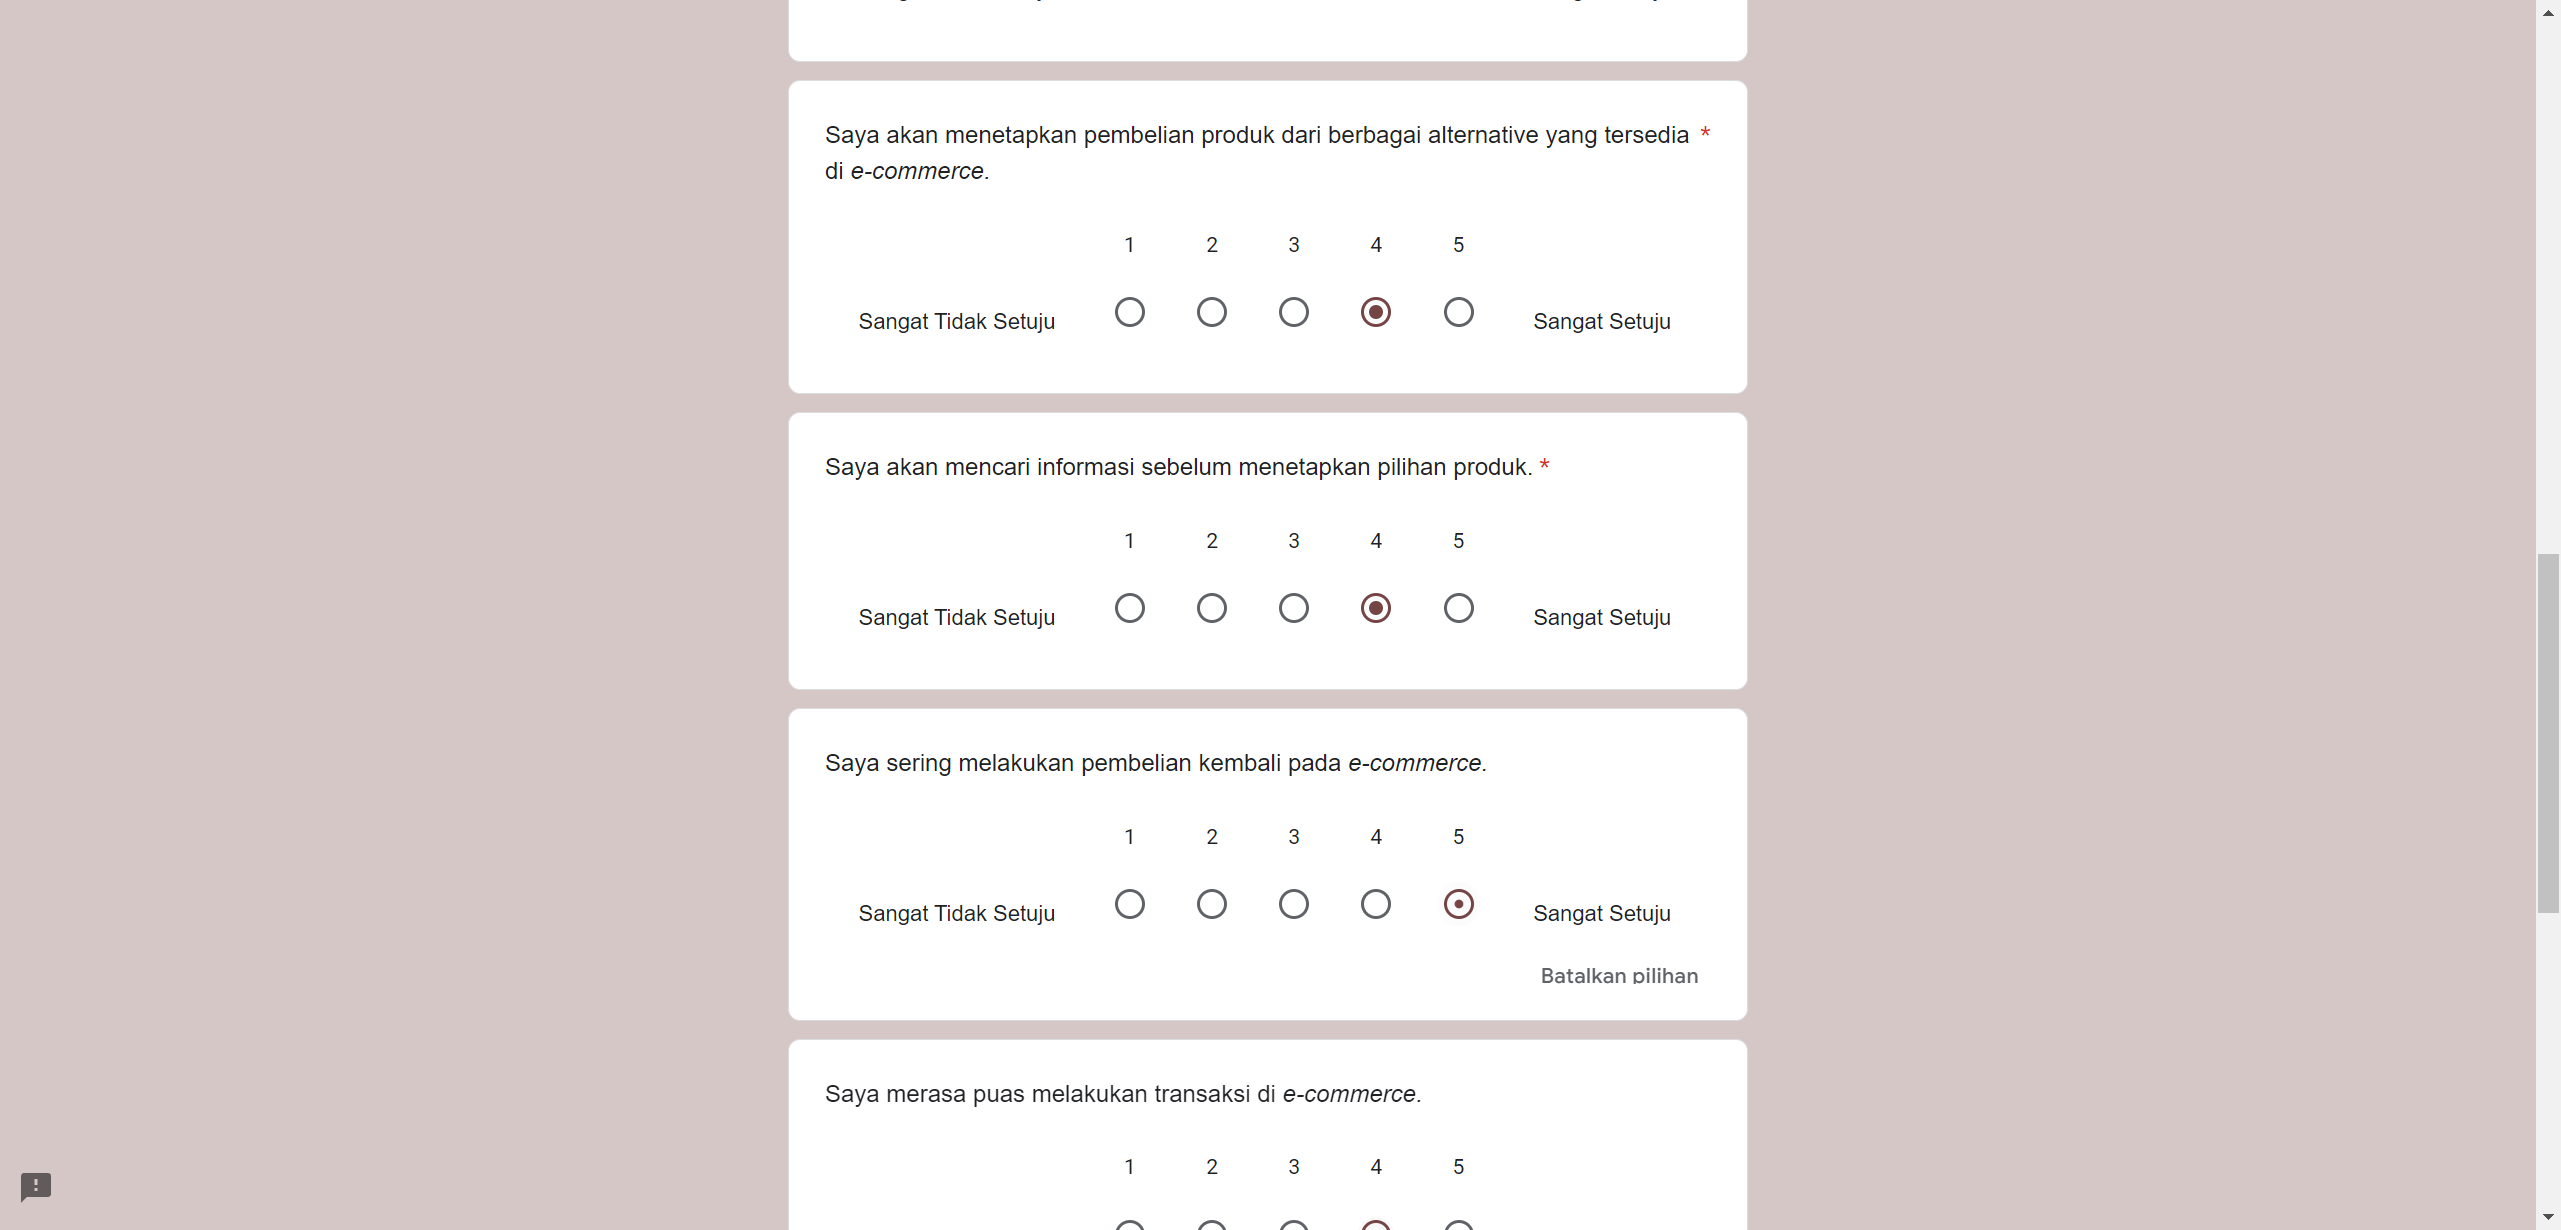 Saya akan menetapkan pembelian produk dari berbagai alternative yang tersedia *
di e-commerce.
1 2 3 4 5
Sangat Tidak Setuju Sangat Setuju
Saya akan mencari informasi sebelum menetapkan pilihan produk. *
1 2 3 4 5
Sangat Tidak Setuju Sangat Setuju
Saya sering melakukan pembelian kembali pada e-commerce.
1 2 3 4 5
Sangat Tidak Setuju Sangat Setuju
Batalkan pilihan
Saya merasa puas melakukan transaksi di e-commerce.
1 2 3 4 5